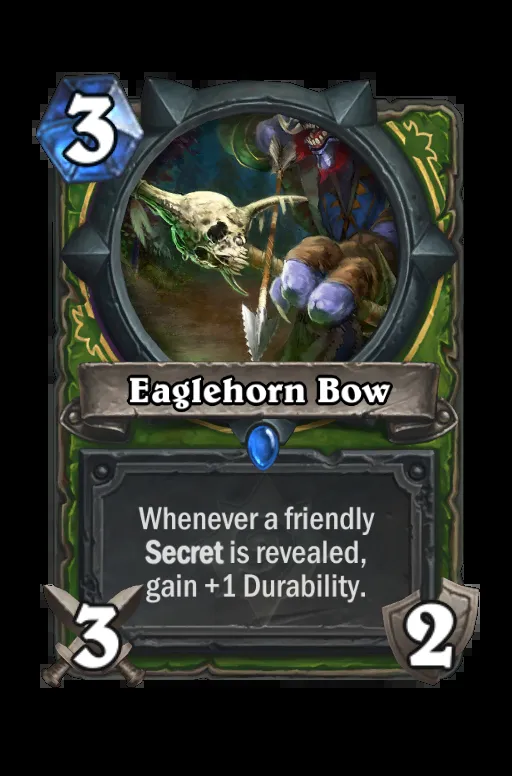 3
Eaglehorn Bow
Whenever a friendly
Secret is revealed,
gain +1 Durability.
3
2